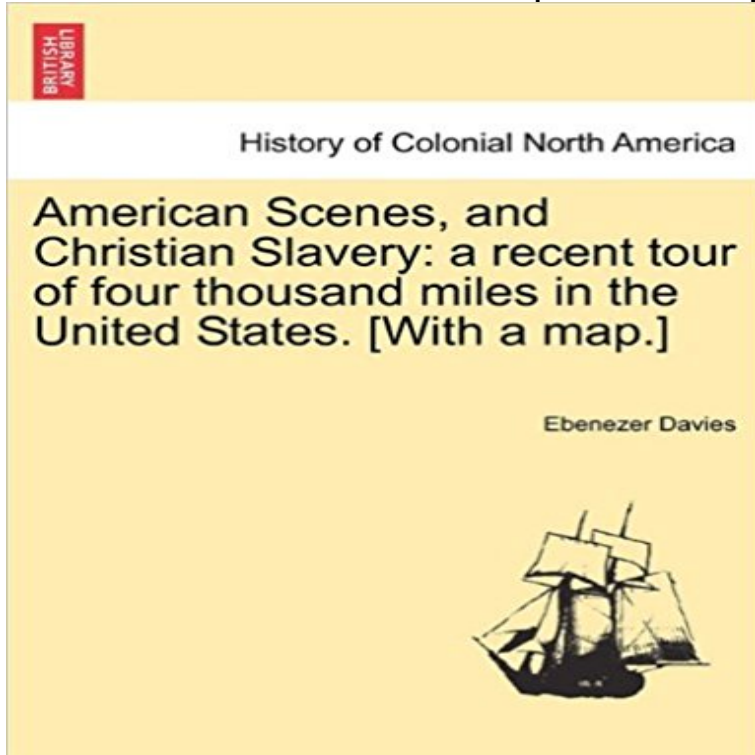 BRITISH
LIBRARY
History of Colonial North America
American Scenes, and
Christian Slavery: a recent tour
of four thousand miles in the
United States. [With a map.]
Ebenezer Davies